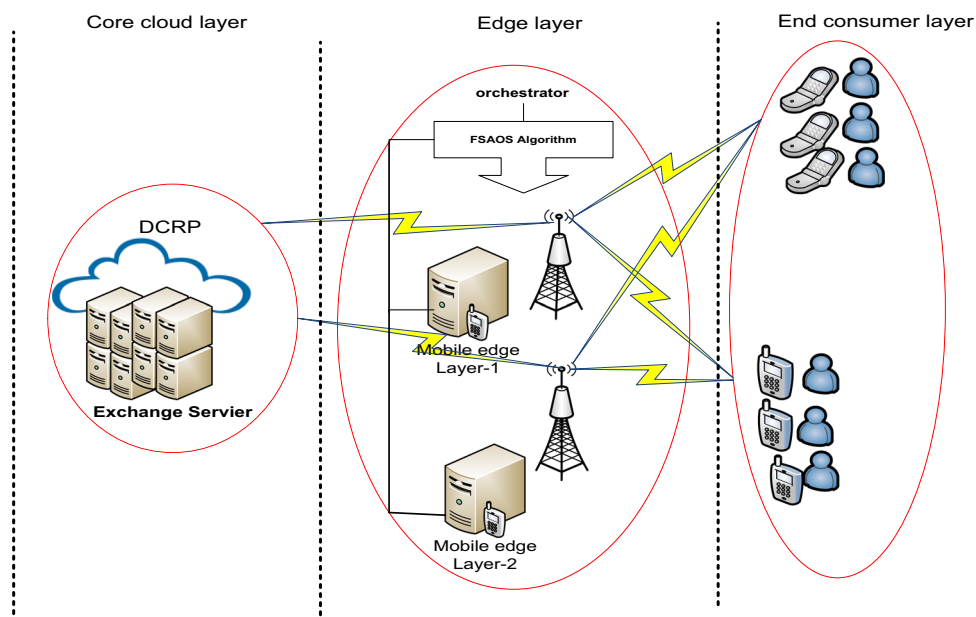 Core cloud layer
Edge layer
End consumer layer
orchestrator
FSAOS Algorithm
DCRP
Exchange Servier
Mobile edge
Layer-1
Mobile edge
Layer-2